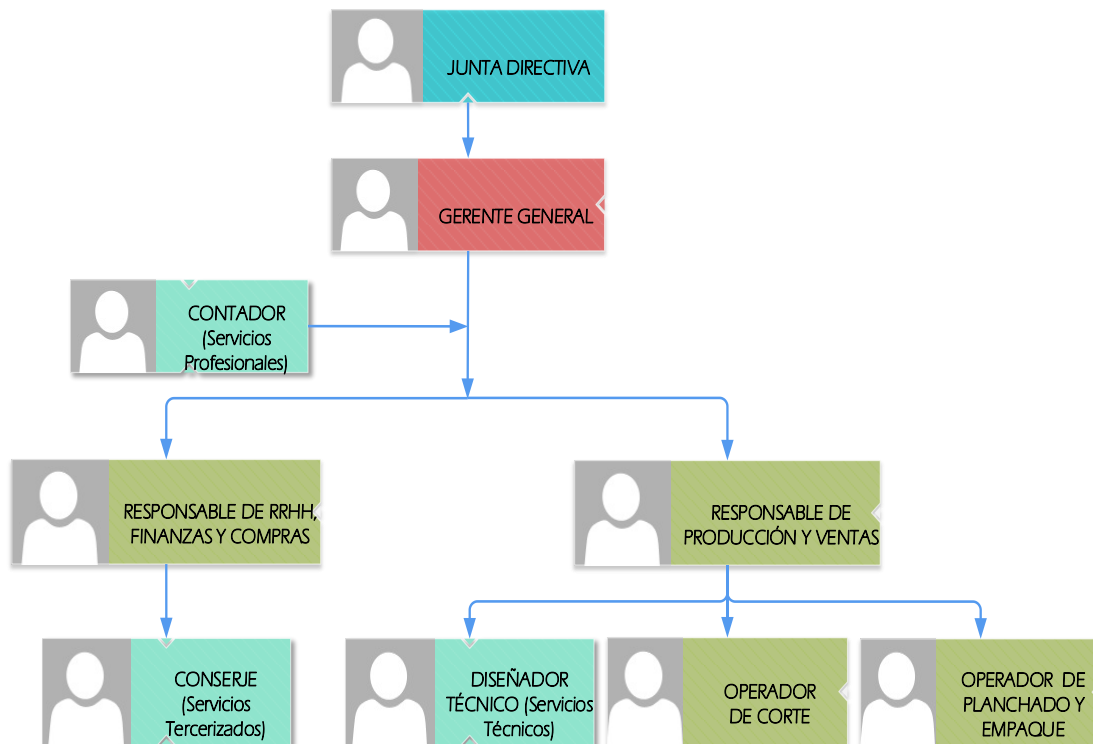 JUNTA DIRECTIVA
GERENTE GENERAL
CONTADOR
(Servicios
Profesionales)
RESPONSABLE DE RRHH,
FINANZAS Y COMPRAS
RESPONSABLE DE
PRODUCCIÓN Y VENTAS
CONSERJE
(Servicios
Tercerizados)
DISEÑADOR
TÉCNICO (Servicios
Técnicos)
OPERADOR
DE CORTE
OPERADOR DE
PLANCHADO Y
EMPAQUE